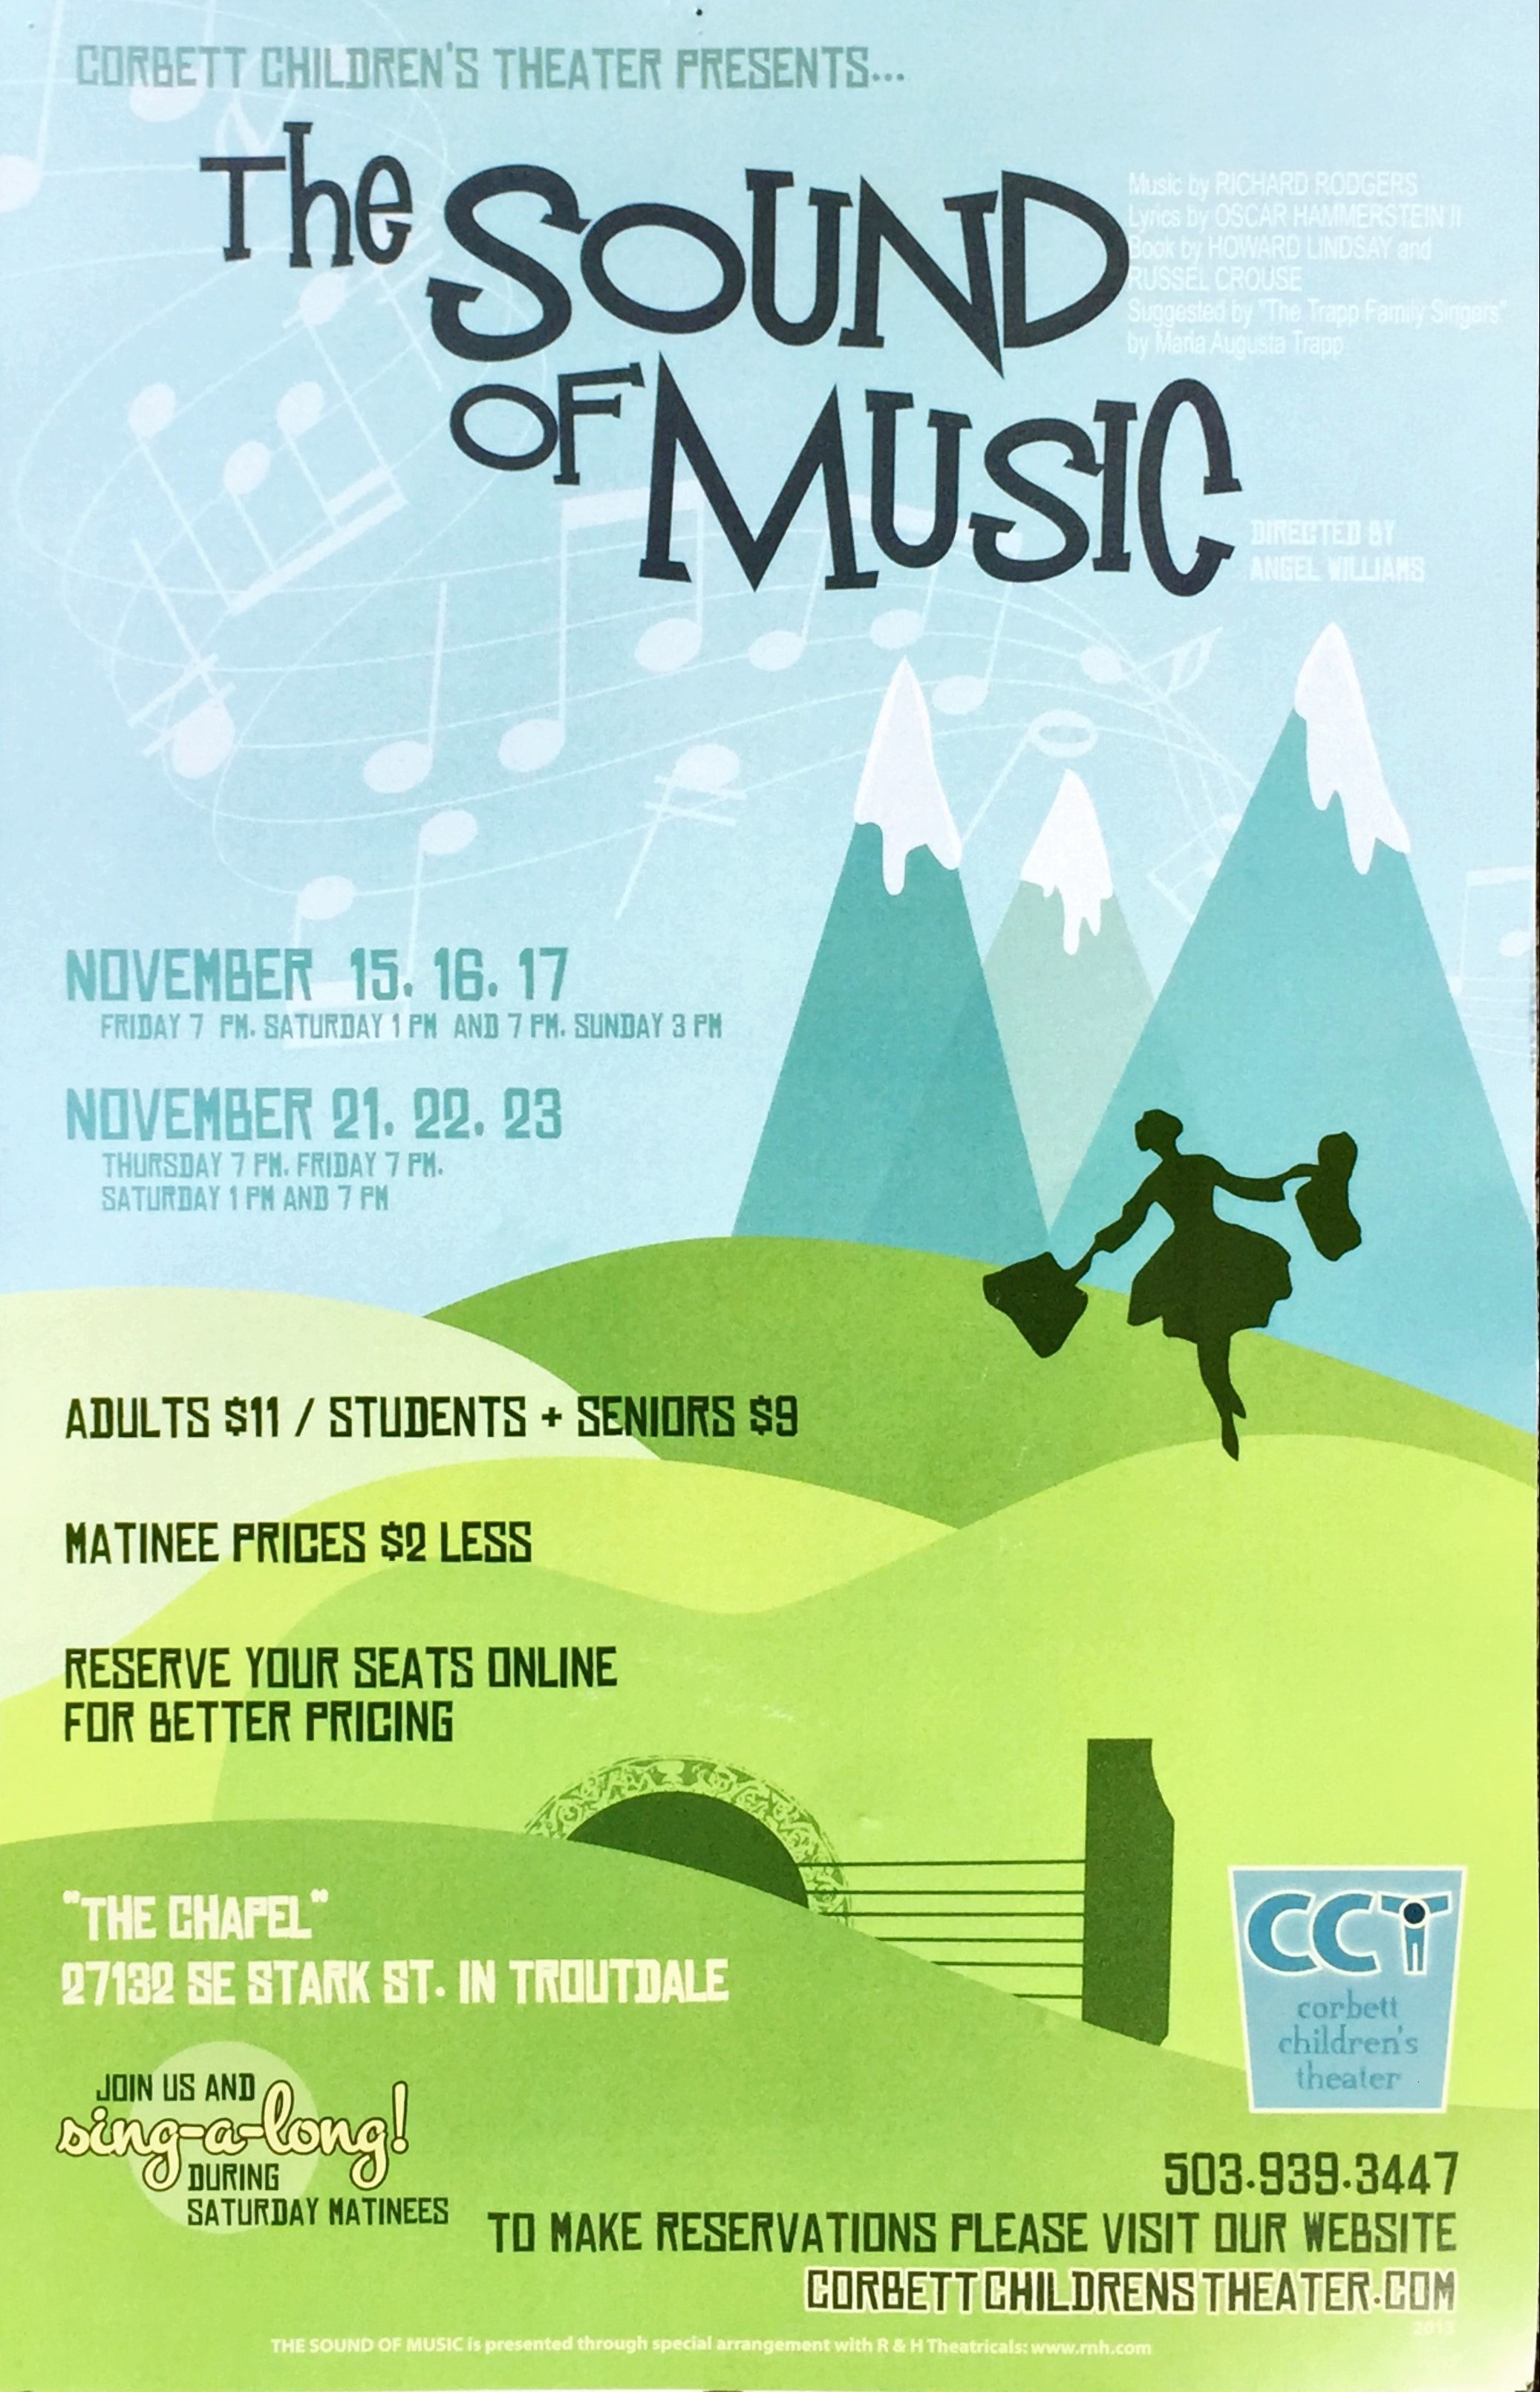 CORBETT CHILDREN'S THEATER PRESENTS...
The SOUND
OF MUSIC
Music by RICHARD RODGERS
Lyrics by OSCAR HAMMERSTEIN II
Book by HOWARD LINDSAY and
RUSSEL CROUSE
Suggested by "The Trapp Family Singers"
by Maria Augusta Trapp
DIRECTED BY
ANGEL WILLIAMS
NOVEMBER 15. 16. 17
FRIDAY 7 PM. SATURDAY 1 PM AND 7 PM. SUNDAY 3 PM
NOVEMBER 21. 22. 23
THURSDAY 7 PM. FRIDAY 7 PM.
SATURDAY 1 PM AND 7 PM
ADULTS $11 / STUDENTS + SENIORS $9
MATINEE PRICES $2 LESS
RESERVE YOUR SEATS ONLINE
FOR BETTER PRICING
"THE CHAPEL"
27132 SE STARK ST. IN TROUTDALE
JOIN US AND
sing-a-long!
DURING
SATURDAY MATINEES
CCT
corbett
children's
theater
503.939.3447
TO MAKE RESERVATIONS PLEASE VISIT OUR WEBSITE
CORBETTCHILDRENSTHEATER.COM
2013
THE SOUND OF MUSIC is presented through special arrangement with R & H Theatricals: www.rnh.com